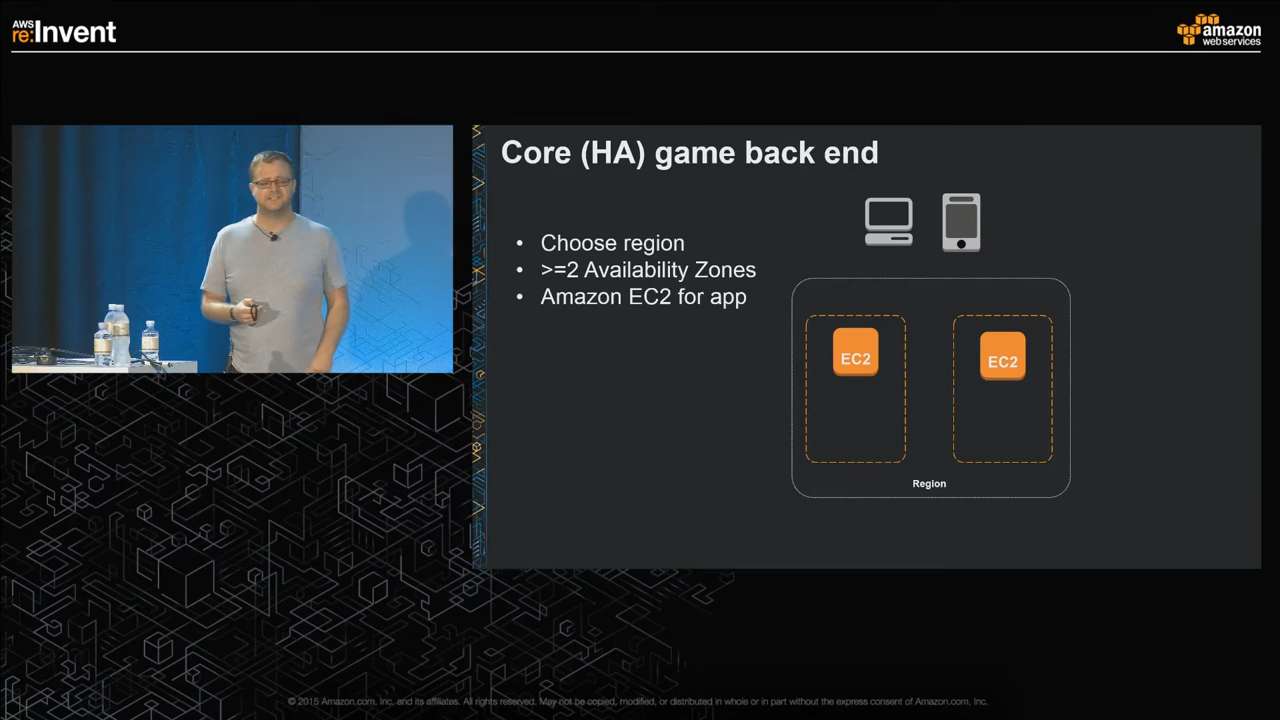 AWS
re:Invent
amazon
web services
Core (HA) game back end
• Choose region
• >=2 Availability Zones
• Amazon EC2 for app
EC2
EC2
Region
© 2015 Amazon.com, Inc. and its affiliates. All rights reserved. May not be copied, modified, or distributed in whole or in part without the express consent of Amazon.com, Inc.